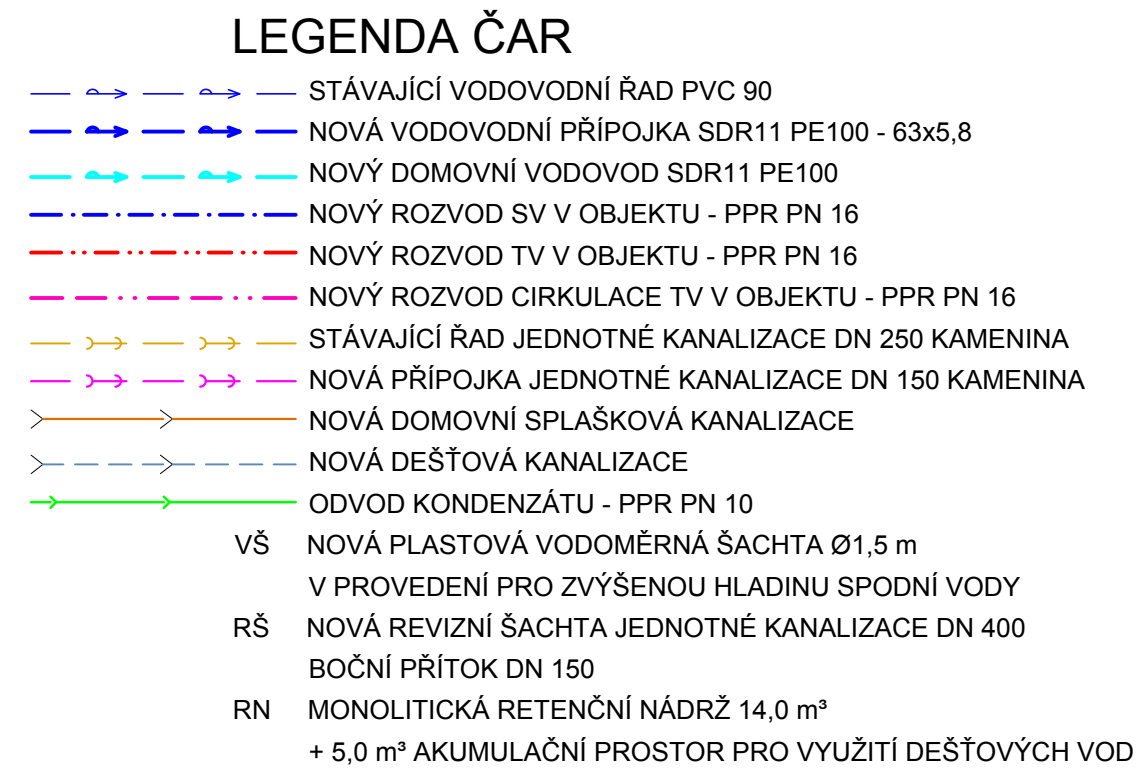 LEGENDA ČAR
STÁVAJÍCÍ VODOVODNÍ ŘAD PVC 90
NOVÁ VODOVODNÍ PŘÍPOJKA SDR11 PE100 - 63x5,8
NOVÝ DOMOVNÍ VODOVOD SDR11 PE100
NOVÝ ROZVOD SV V OBJEKTU - PPR PN 16
NOVÝ ROZVOD TV V OBJEKTU - PPR PN 16
NOVÝ ROZVOD CIRKULACE TV V OBJEKTU - PPR PN 16
STÁVAJÍCÍ ŘAD JEDNOTNÉ KANALIZACE DN 250 KAMENINA
NOVÁ PŘÍPOJKA JEDNOTNÉ KANALIZACE DN 150 KAMENINA
NOVÁ DOMOVNÍ SPLAŠKOVÁ KANALIZACE
NOVÁ DEŠŤOVÁ KANALIZACE
ODVOD KONDENZÁTU - PPR PN 10
VŠ NOVÁ PLASTOVÁ VODOMĚRNÁ ŠACHTA Ø1,5 m
V PROVEDENÍ PRO ZVÝŠENOU HLADINU SPODNÍ VODY
RŠ NOVÁ REVIZNÍ ŠACHTA JEDNOTNÉ KANALIZACE DN 400
BOČNÍ PŘÍTOK DN 150
RN MONOLITICKÁ RETENČNÍ NÁDRŽ 14,0 m³
+ 5,0 m³ AKUMULAČNÍ PROSTOR PRO VYUŽITÍ DEŠŤOVÝCH VOD